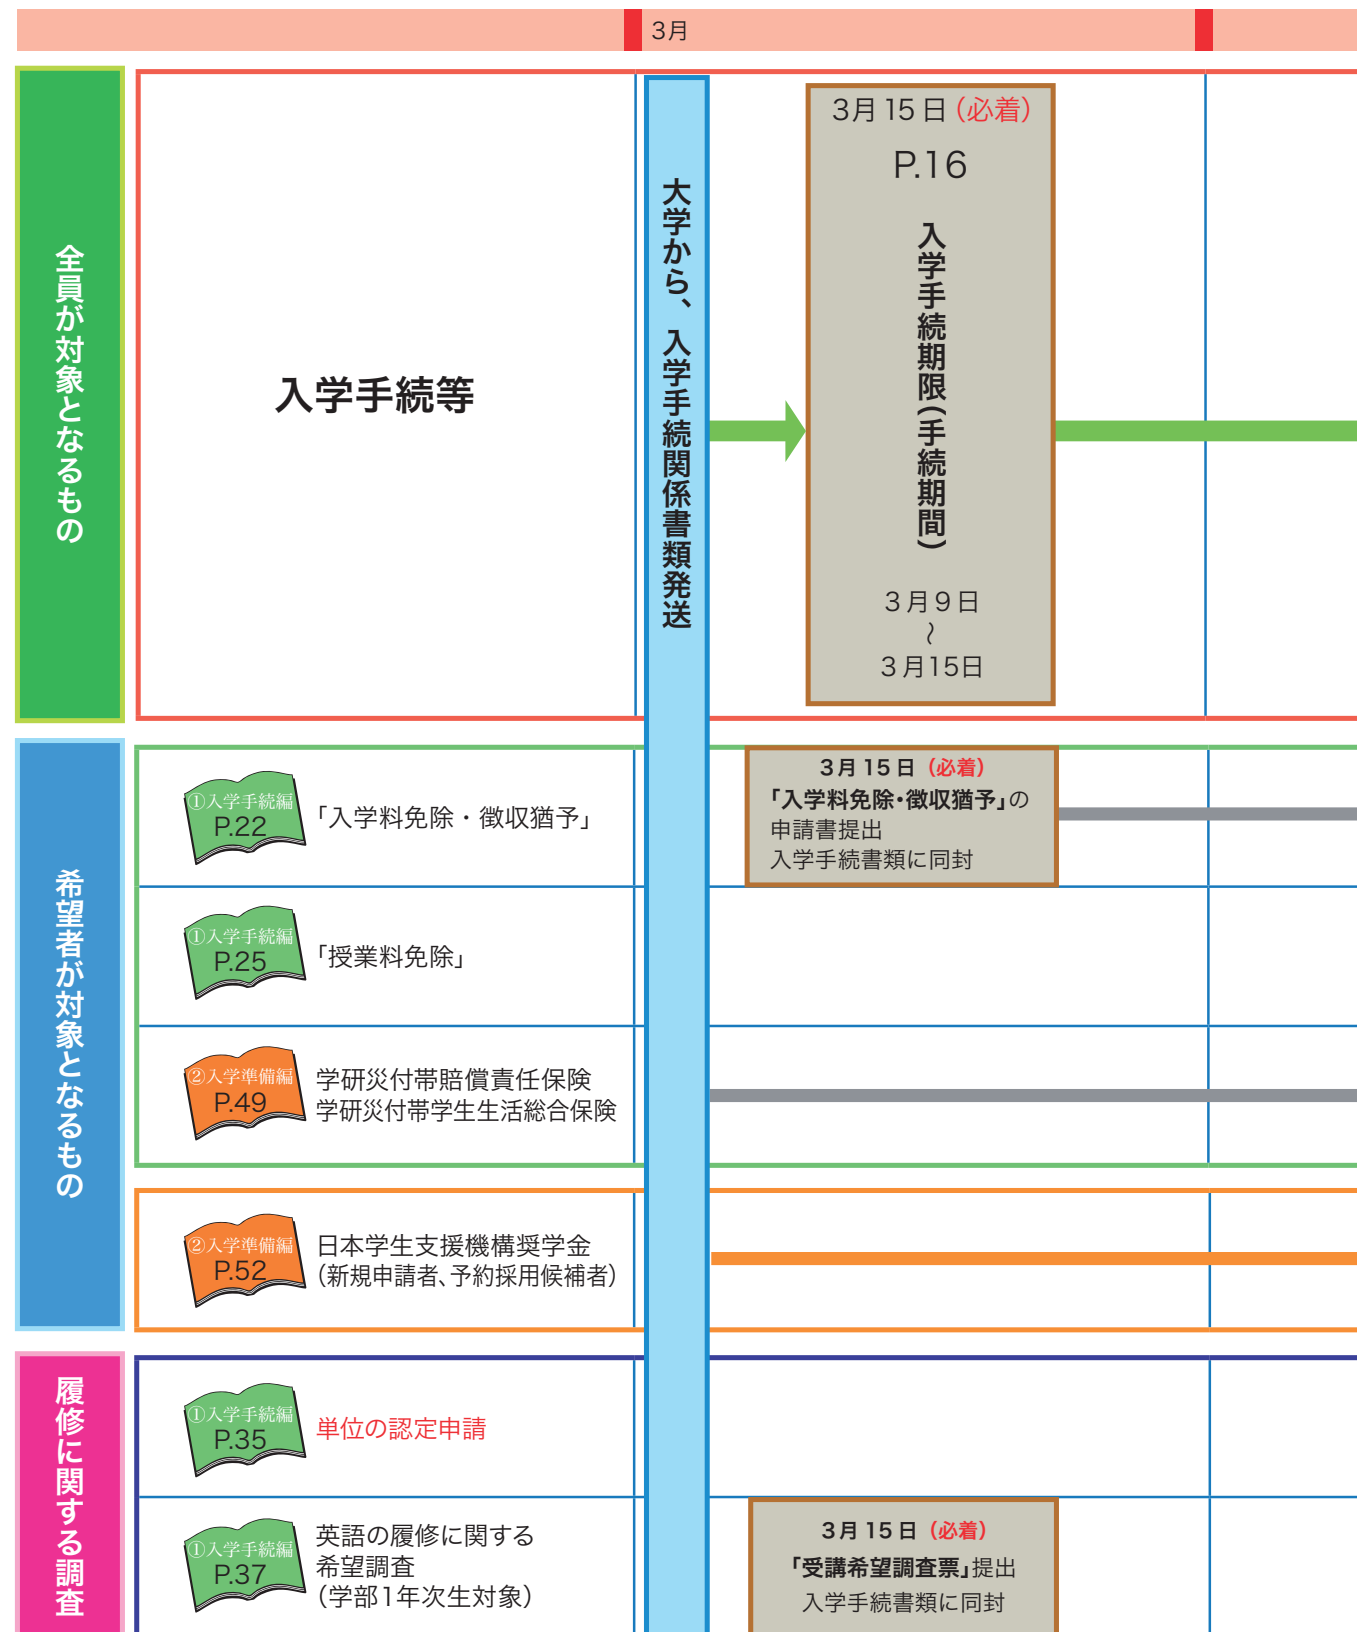 3月
全員が対象となるもの
入学手続等
大学から、入学手続関係書類発送
3月15日（必着）
P.16
入学手続期限（手続期間）
3月9日
〜
3月15日
希望者が対象となるもの
①入学手続編
P.22
「入学料免除・徴収猶予」
3月15日（必着）
「入学料免除・徴収猶予」の
申請書提出
入学手続書類に同封
①入学手続編
P.25
「授業料免除」
②入学準備編
P.49
学研災付帯賠償責任保険
学研災付帯学生生活総合保険
②入学準備編
P.52
日本学生支援機構奨学金
（新規申請者、予約採用候補者）
履修に関する調査
①入学手続編
P.35
単位の認定申請
①入学手続編
P.37
英語の履修に関する
希望調査
（学部1年次生対象）
3月15日（必着）
「受講希望調査票」提出
入学手続書類に同封